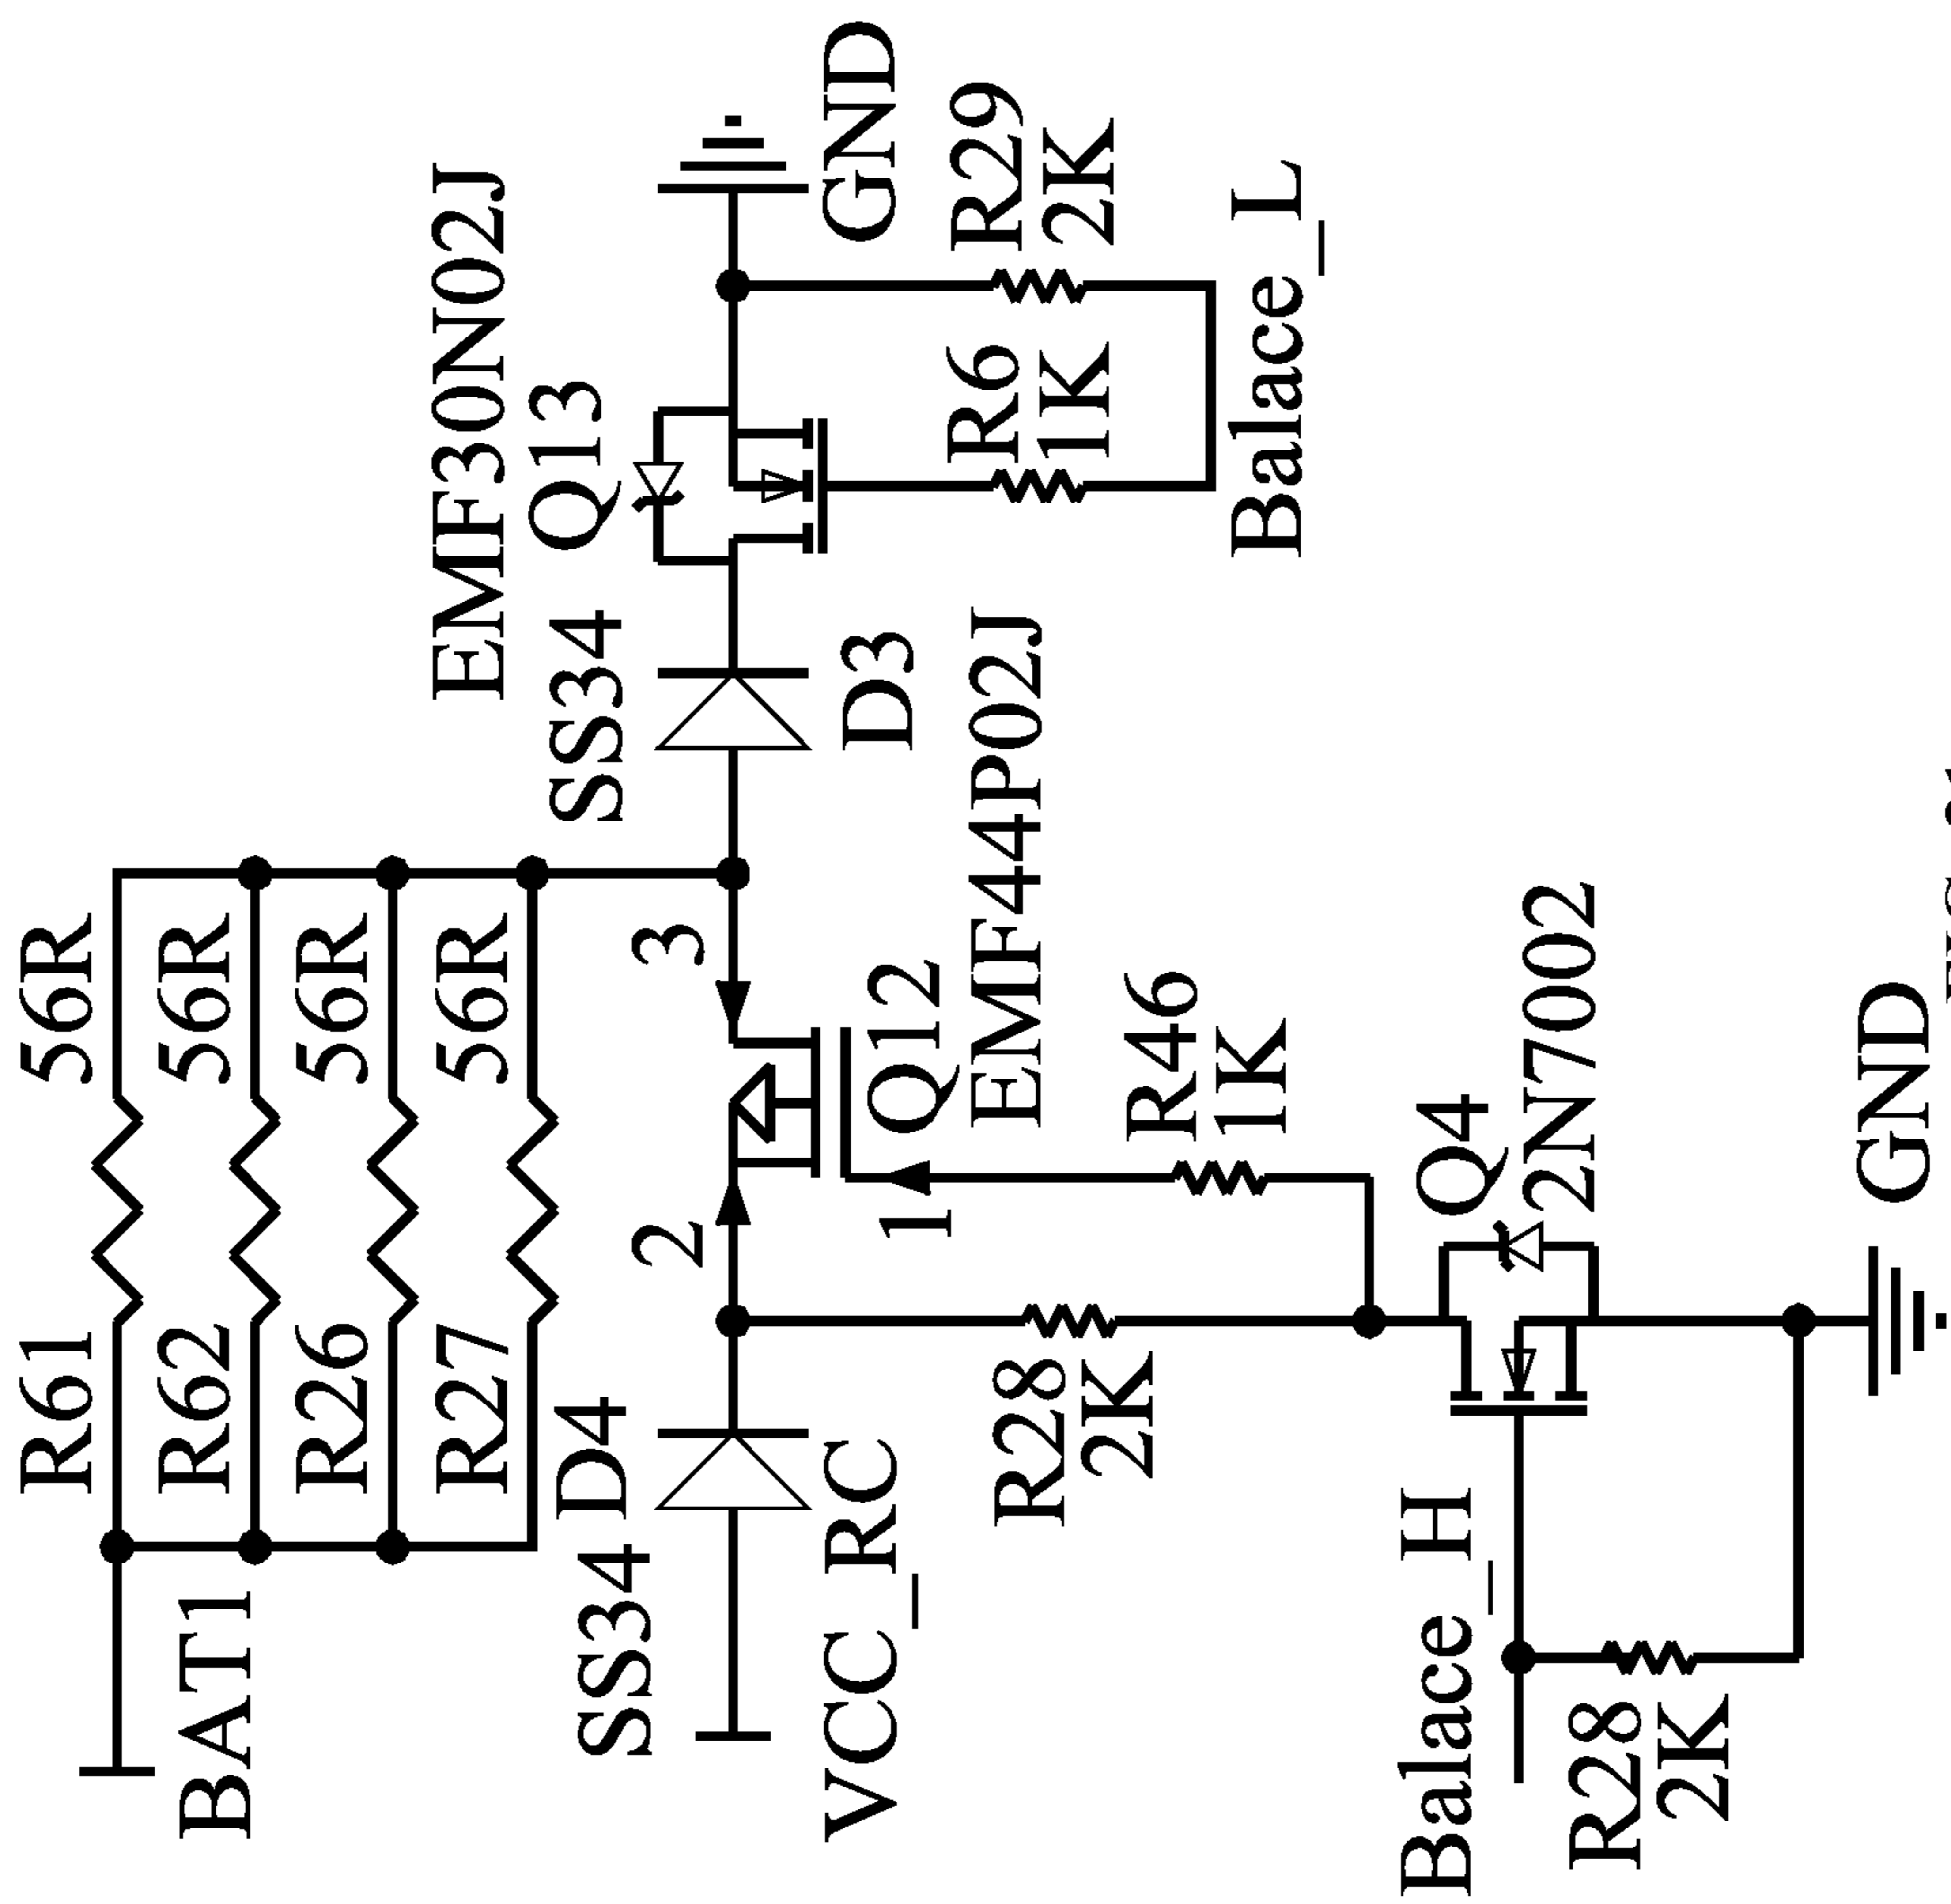 R61
56R
R62
56R
R26
56R
R27
56R
BAT1
SS34 D4
VCC_RC
2
3
1
Q12
EMF44P02J
SS34
D3
EMF30N02J
Q13
GND
R6
1K
R29
2K
Balace_L
R46
1K
R28
2K
Q4
2N7002
Balace_H
R28
2K
GND